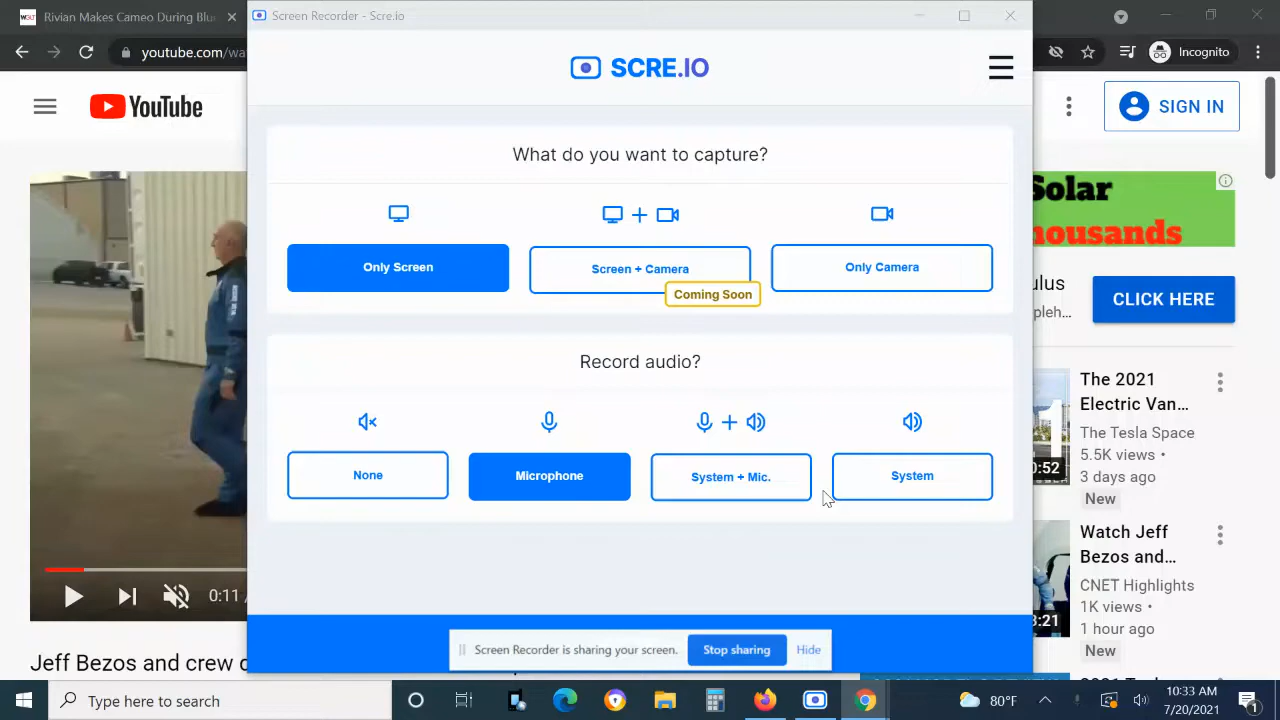 Rivian Makes Cameo During Blu
Screen Recorder - Scre.io
youtube.com/wa
Incognito
SCRE.IO
YouTube
SIGN IN
What do you want to capture?
Only Screen
Screen + Camera
Coming Soon
Only Camera
Record audio?
None
Microphone
System + Mic.
System
Solar
housands
ulus
pleh...
CLICK HERE
The 2021
Electric Van...
The Tesla Space
5.5K views •
3 days ago
New
0:52
Watch Jeff
Bezos and...
CNET Highlights
1K views •
1 hour ago
New
3:21
0:11 /
Jeff Bezos and crew
Screen Recorder is sharing your screen.
Stop sharing
Hide
Type here to search
80°F
10:33 AM
7/20/2021
1